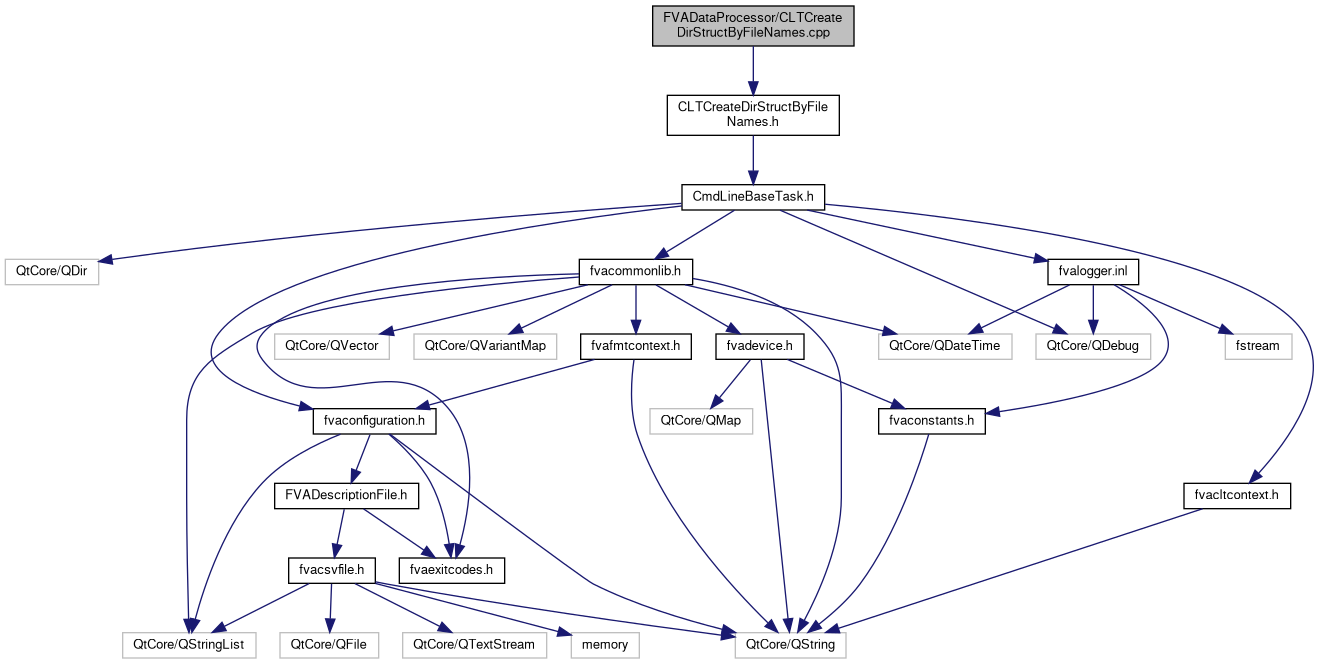 FVADataProcessor/CLTCreate
DirStructByFileNames.cpp
CLTCreateDirStructByFile
Names.h
CmdLineBaseTask.h
QtCore/QDir
fvacommonlib.h
fvalogger.inl
QtCore/QVector
QtCore/QVariantMap
fvafmtcontext.h
fvadevice.h
QtCore/QDateTime
QtCore/QDebug
fstream
fvaconfiguration.h
QtCore/QMap
fvaconstants.h
FVADescriptionFile.h
fvacltcontext.h
fvacsvfile.h
fvaexitcodes.h
QtCore/QStringList
QtCore/QFile
QtCore/QTextStream
memory
QtCore/QString